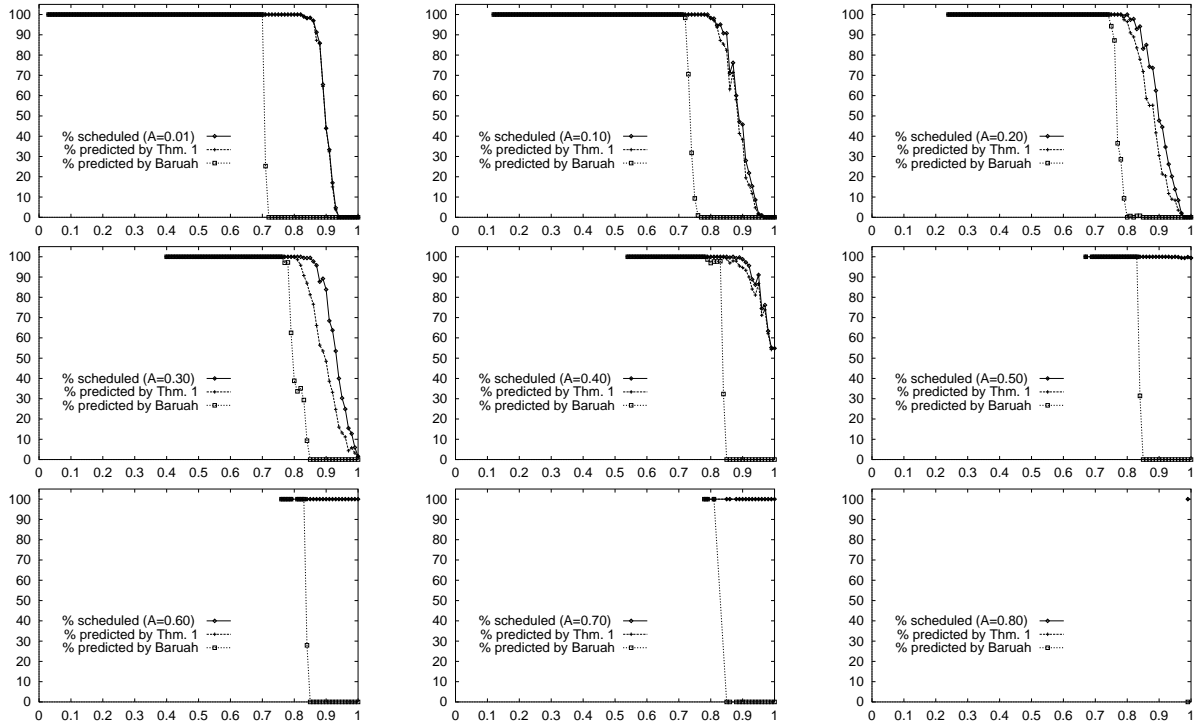 100
90
80
70
60
50
40
30
20
10
0
% scheduled (A=0.01)
% predicted by Thm. 1
% predicted by Baruah
0 0.1 0.2 0.3 0.4 0.5 0.6 0.7 0.8 0.9 1
100
90
80
70
60
50
40
30
20
10
0
% scheduled (A=0.10)
% predicted by Thm. 1
% predicted by Baruah
0 0.1 0.2 0.3 0.4 0.5 0.6 0.7 0.8 0.9 1
100
90
80
70
60
50
40
30
20
10
0
% scheduled (A=0.20)
% predicted by Thm. 1
% predicted by Baruah
0 0.1 0.2 0.3 0.4 0.5 0.6 0.7 0.8 0.9 1
100
90
80
70
60
50
40
30
20
10
0
% scheduled (A=0.30)
% predicted by Thm. 1
% predicted by Baruah
0 0.1 0.2 0.3 0.4 0.5 0.6 0.7 0.8 0.9 1
100
90
80
70
60
50
40
30
20
10
0
% scheduled (A=0.40)
% predicted by Thm. 1
% predicted by Baruah
0 0.1 0.2 0.3 0.4 0.5 0.6 0.7 0.8 0.9 1
100
90
80
70
60
50
40
30
20
10
0
% scheduled (A=0.50)
% predicted by Thm. 1
% predicted by Baruah
0 0.1 0.2 0.3 0.4 0.5 0.6 0.7 0.8 0.9 1
100
90
80
70
60
50
40
30
20
10
0
% scheduled (A=0.60)
% predicted by Thm. 1
% predicted by Baruah
0 0.1 0.2 0.3 0.4 0.5 0.6 0.7 0.8 0.9 1
100
90
80
70
60
50
40
30
20
10
0
% scheduled (A=0.70)
% predicted by Thm. 1
% predicted by Baruah
0 0.1 0.2 0.3 0.4 0.5 0.6 0.7 0.8 0.9 1
100
90
80
70
60
50
40
30
20
10
0
% scheduled (A=0.80)
% predicted by Thm. 1
% predicted by Baruah
0 0.1 0.2 0.3 0.4 0.5 0.6 0.7 0.8 0.9 1